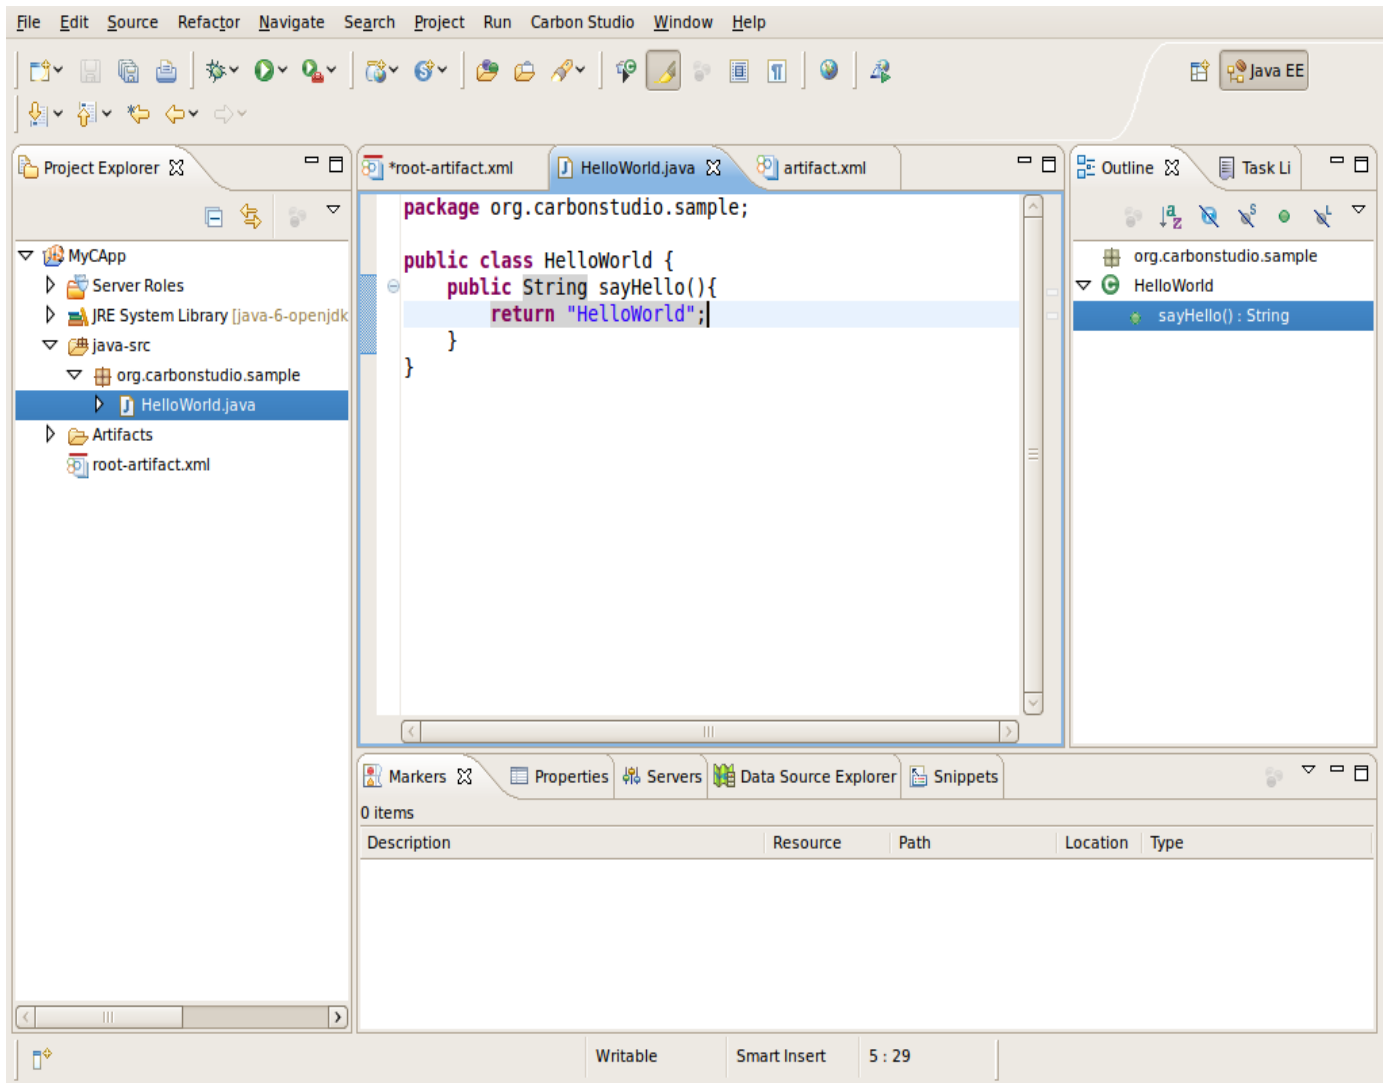 File Edit Source Refactor Navigate Search Project Run Carbon Studio Window Help
Java EE
Project Explorer
MyCApp
Server Roles
JRE System Library [java-6-openjdk
java-src
org.carbonstudio.sample
HelloWorld.java
Artifacts
root-artifact.xml
*root-artifact.xml HelloWorld.java artifact.xml
package org.carbonstudio.sample;
public class HelloWorld {
public String sayHello(){
return "HelloWorld";
}
}
Outline Task Li
org.carbonstudio.sample
HelloWorld
sayHello() : String
Markers Properties Servers Data Source Explorer Snippets
0 items
Description Resource Path Location Type
Writable Smart Insert 5 : 29